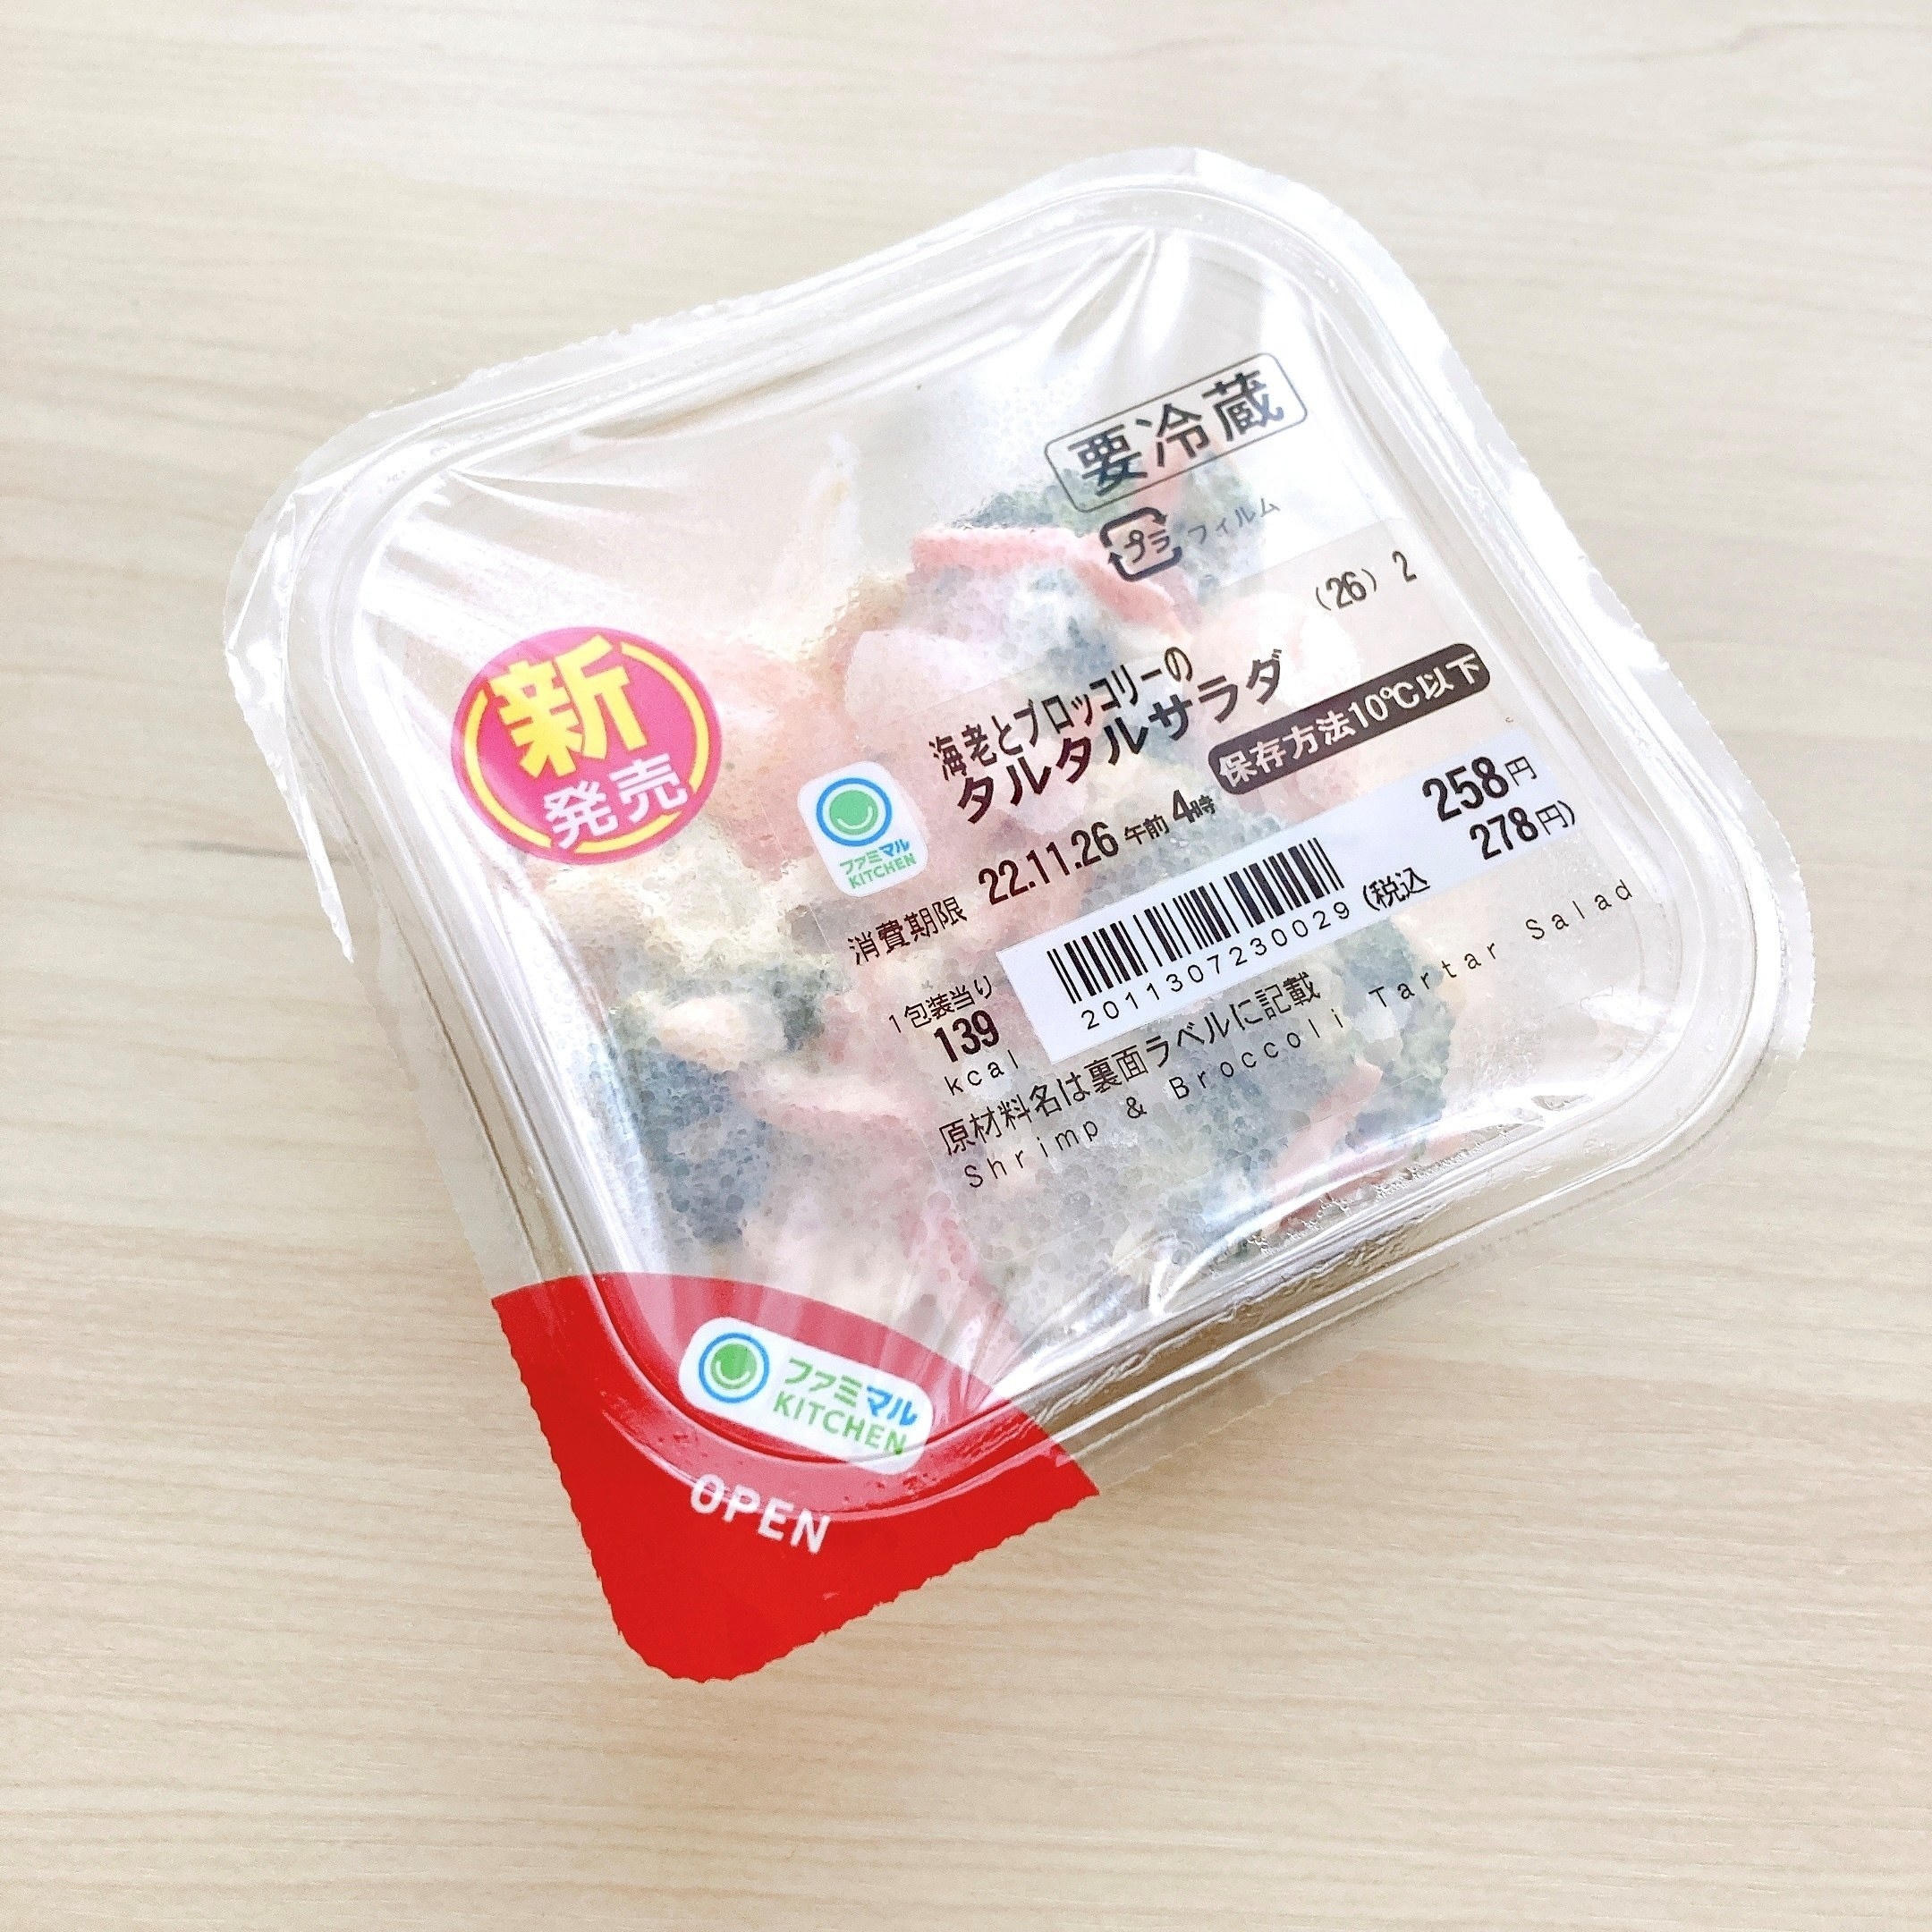 要冷蔵
プラ フィルム
(26) 2
新
発売
海老とブロッコリーの
タルタルサラダ
保存方法10℃以下
ファミマル
KITCHEN
消費期限 22.11.26 午前 4時
258円
(税込 278円)
2011307230029
1包装当り
139
kcal
原材料名は裏面ラベルに記載
Shrimp & Broccoli Tartar Salad
ファミマル
KITCHEN
OPEN